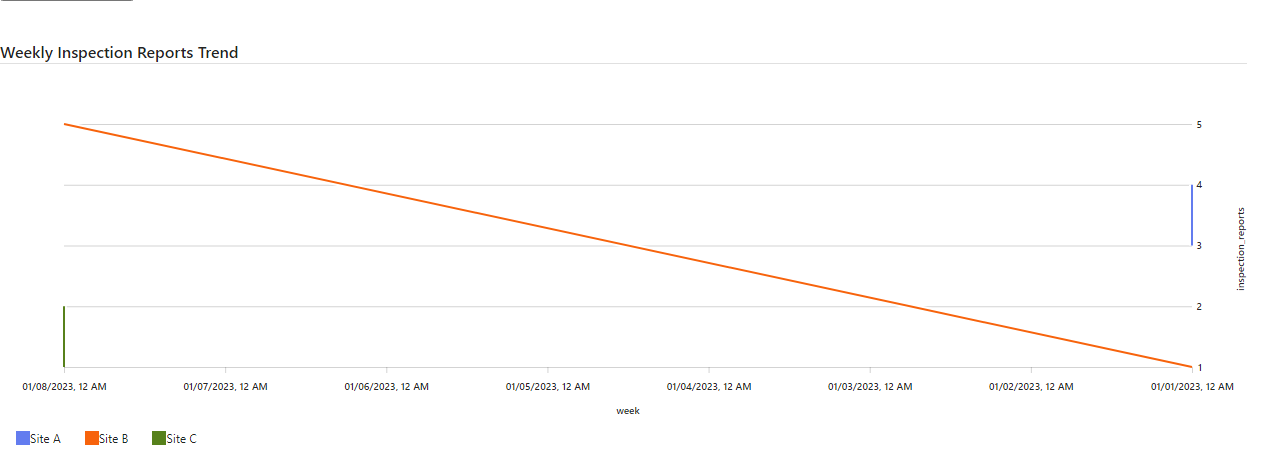 Weekly Inspection Reports Trend
5
4
3
2
1
inspection_reports
01/08/2023, 12 AM 01/07/2023, 12 AM 01/06/2023, 12 AM 01/05/2023, 12 AM 01/04/2023, 12 AM 01/03/2023, 12 AM 01/02/2023, 12 AM 01/01/2023, 12 AM
week
Site A Site B Site C